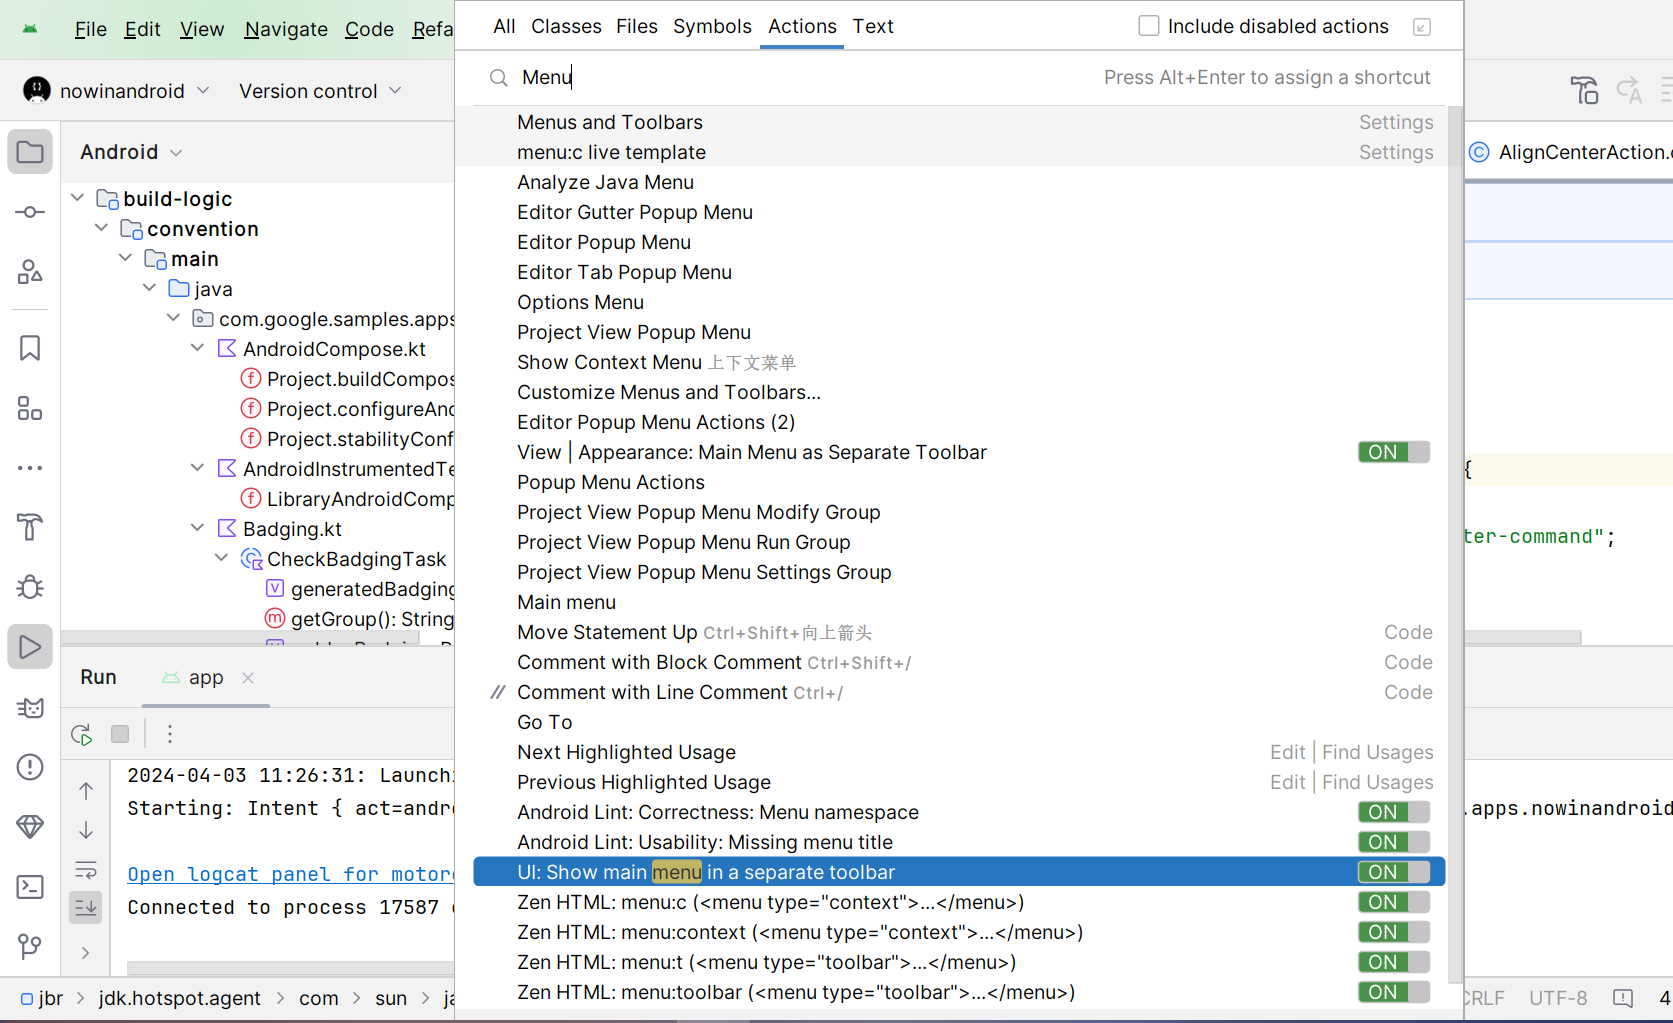 File Edit View Navigate Code Refa
All Classes Files Symbols Actions Text Include disabled actions
nowinandroid Version control
Menu Press Alt+Enter to assign a shortcut
Android
AlignCenterAction.
build-logic
convention
main
java
com.google.samples.apps
AndroidCompose.kt
Project.buildCompos
Project.configureAnd
Project.stabilityConf
AndroidInstrumentedTe
LibraryAndroidComp
Badging.kt
CheckBadgingTask
generatedBadging
getGroup(): String
Menus and Toolbars Settings
menu:c live template Settings
Analyze Java Menu
Editor Gutter Popup Menu
Editor Popup Menu
Editor Tab Popup Menu
Options Menu
Project View Popup Menu
Show Context Menu 上下文菜单
Customize Menus and Toolbars...
Editor Popup Menu Actions (2)
View | Appearance: Main Menu as Separate Toolbar ON
Popup Menu Actions
Project View Popup Menu Modify Group
Project View Popup Menu Run Group
Project View Popup Menu Settings Group
Main menu
Move Statement Up Ctrl+Shift+向上箭头 Code
Comment with Block Comment Ctrl+Shift+/ Code
// Comment with Line Comment Ctrl+/ Code
Go To
Next Highlighted Usage Edit | Find Usages
Previous Highlighted Usage Edit | Find Usages
Android Lint: Correctness: Menu namespace ON
Android Lint: Usability: Missing menu title ON
UI: Show main menu in a separate toolbar ON
Zen HTML: menu:c (<menu type="context">...</menu>) ON
Zen HTML: menu:context (<menu type="context">...</menu>) ON
Zen HTML: menu:t (<menu type="toolbar">...</menu>) ON
Zen HTML: menu:toolbar (<menu type="toolbar">...</menu>) ON
{
ter-command";
Run app
2024-04-03 11:26:31: Launchi
Starting: Intent { act=andro
.apps.nowinandroid
Open logcat panel for motoro
Connected to process 17587
jbr > jdk.hotspot.agent > com > sun > ja
CRLF UTF-8 4